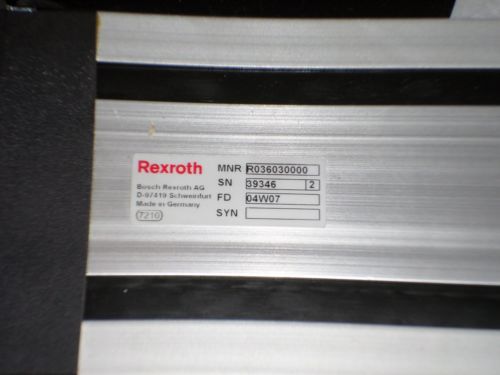 Rexroth
Bosch Rexroth AG
D-97419 Schweinfurt
Made in Germany
7210
MNR R036030000
SN 39346 2
FD 04W07
SYN